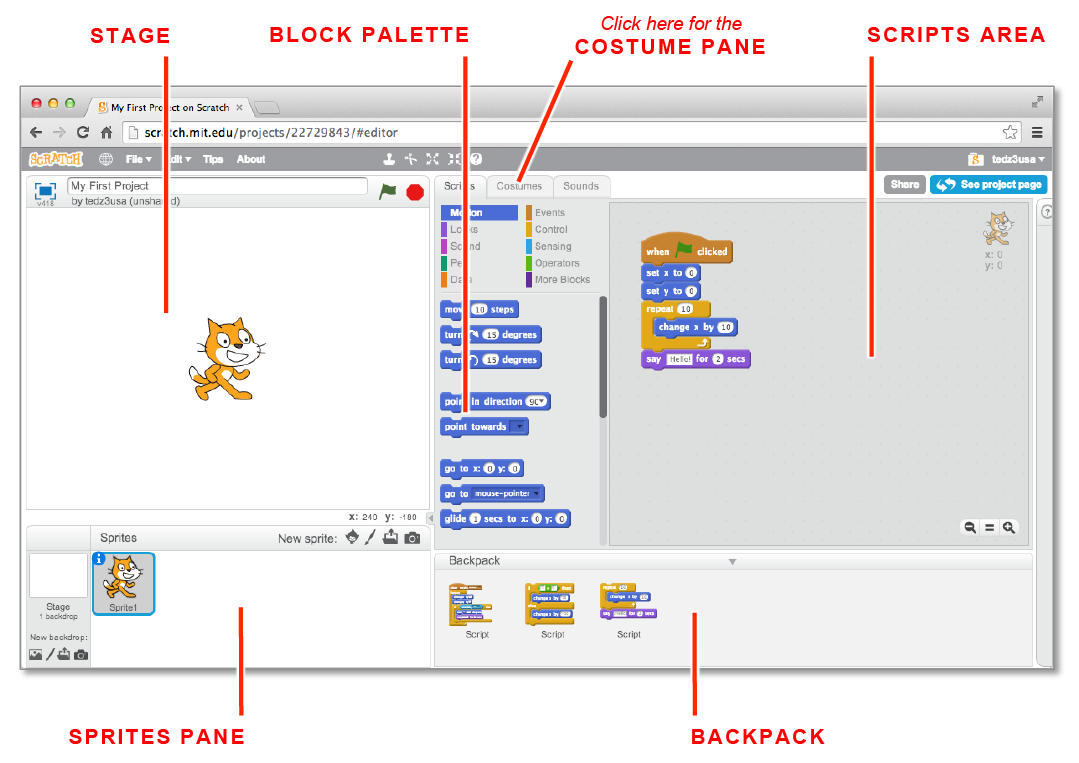 Click here for the
STAGE
BLOCK PALETTE
COSTUME PANE
SCRIPTS AREA
My First Project on Scratch ×
scratch.mit.edu/projects/22729843/#editor
SCRATCH File Edit Tips About tedz3usa
My First Project
v418 by tedz3usa (unshared)
Scripts Costumes Sounds
Share See project page
Motion Events
Looks Control
Sound Sensing
Pen Operators
Data More Blocks
move 10 steps
turn 15 degrees
turn 15 degrees
point in direction 90
point towards
go to x: 0 y: 0
go to mouse-pointer
glide 1 secs to x: 0 y: 0
when clicked
set x to 0
set y to 0
repeat 10
change x by 10
say Hello! for 2 secs
x: 0
y: 0
?
x: 240 y: -180
Sprites New sprite:
Sprite1
Stage
1 backdrop
New backdrop:
Backpack
Script Script Script
SPRITES PANE
BACKPACK